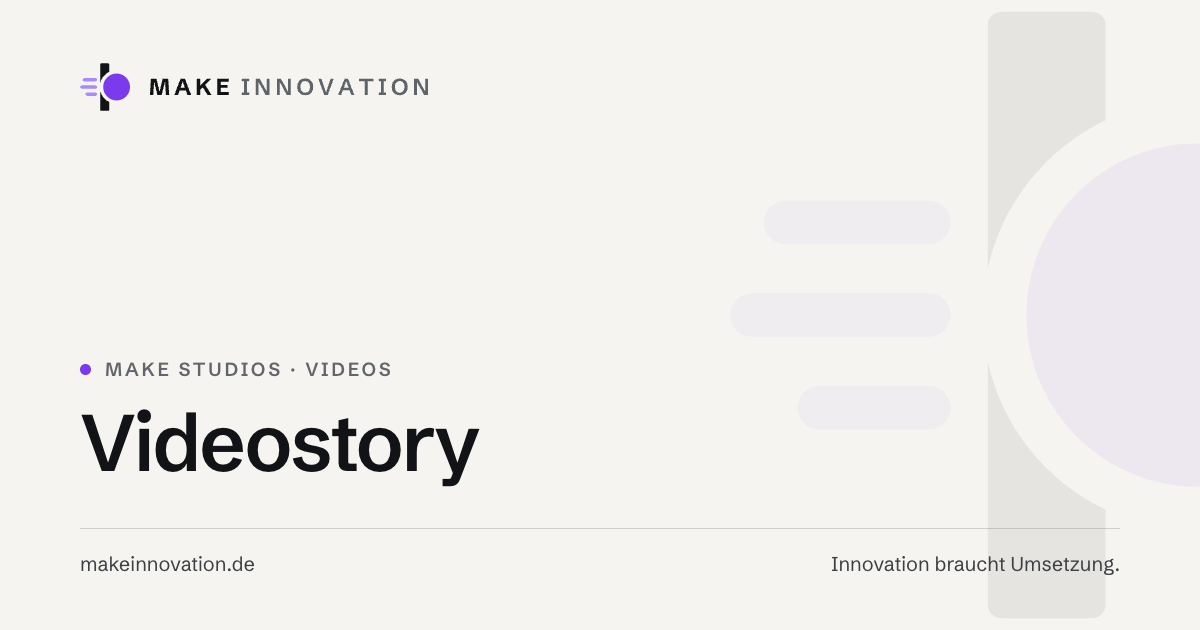 MAKE INNOVATION
MAKE STUDIOS · VIDEOS
Videostory
makeinnovation.de
Innovation braucht Umsetzung.